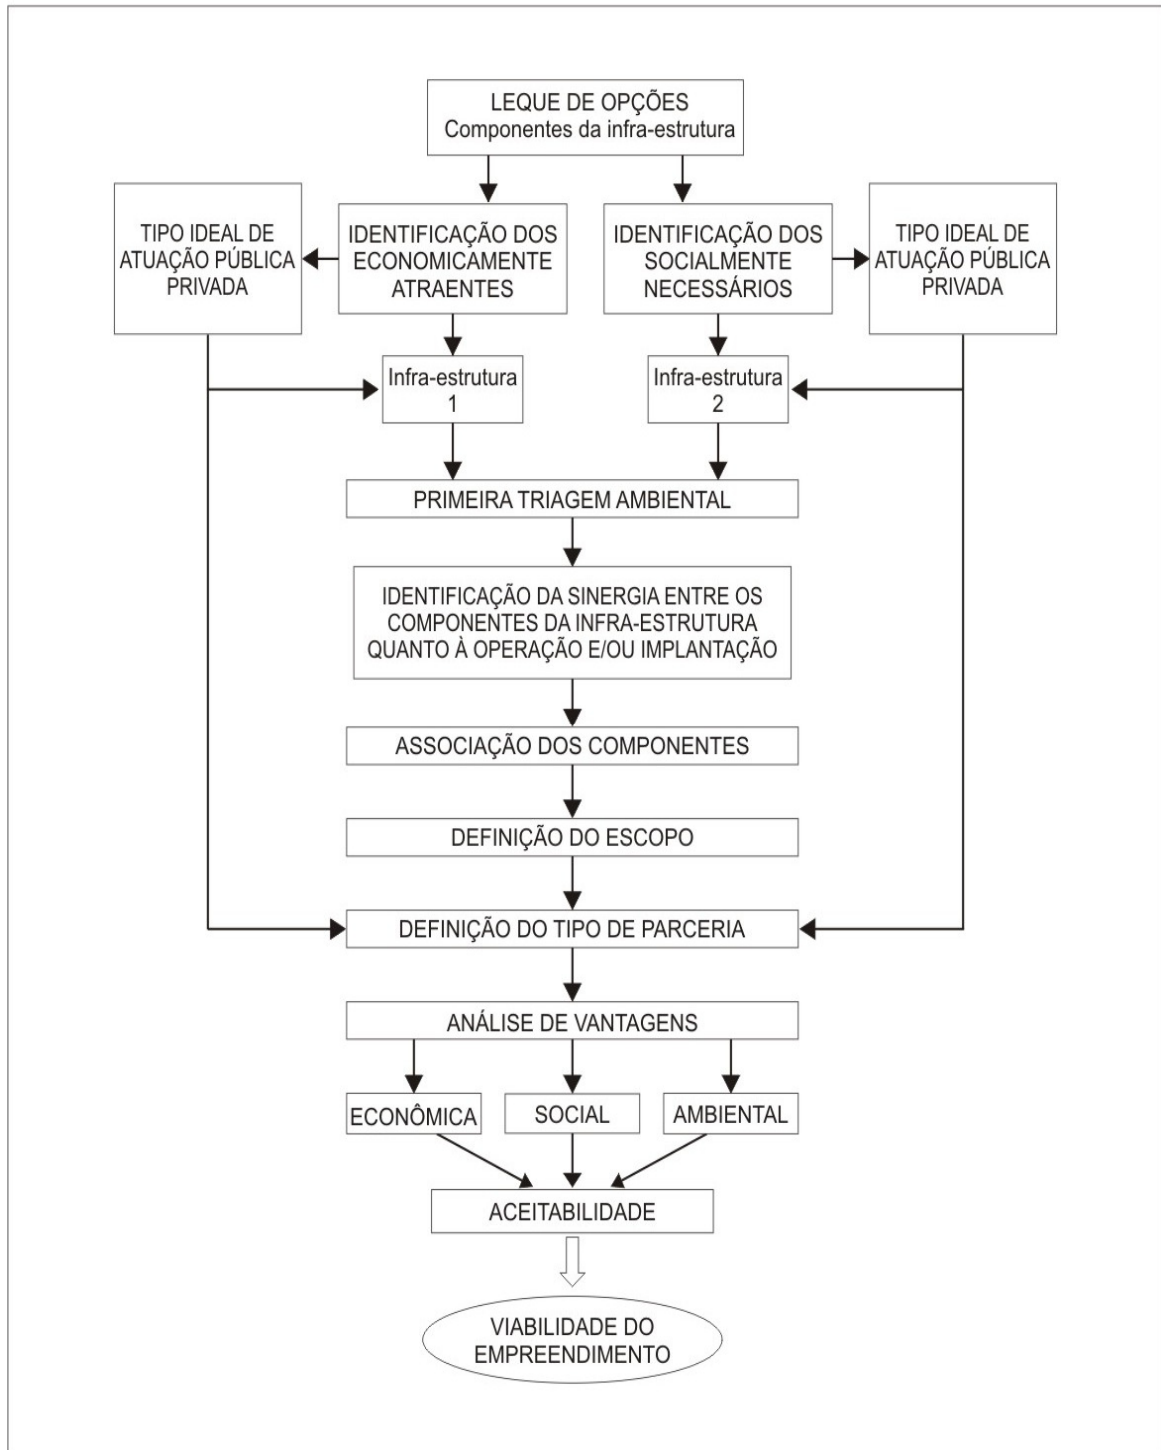 LEQUE DE OPÇÕES
Componentes da infra-estrutura
TIPO IDEAL DE
ATUAÇÃO PÚBLICA
PRIVADA
IDENTIFICAÇÃO DOS
ECONOMICAMENTE
ATRAENTES
IDENTIFICAÇÃO DOS
SOCIALMENTE
NECESSÁRIOS
TIPO IDEAL DE
ATUAÇÃO PÚBLICA
PRIVADA
Infra-estrutura
1
Infra-estrutura
2
PRIMEIRA TRIAGEM AMBIENTAL
IDENTIFICAÇÃO DA SINERGIA ENTRE OS
COMPONENTES DA INFRA-ESTRUTURA
QUANTO À OPERAÇÃO E/OU IMPLANTAÇÃO
ASSOCIAÇÃO DOS COMPONENTES
DEFINIÇÃO DO ESCOPO
DEFINIÇÃO DO TIPO DE PARCERIA
ANÁLISE DE VANTAGENS
ECONÔMICA
SOCIAL
AMBIENTAL
ACEITABILIDADE
VIABILIDADE DO
EMPREENDIMENTO